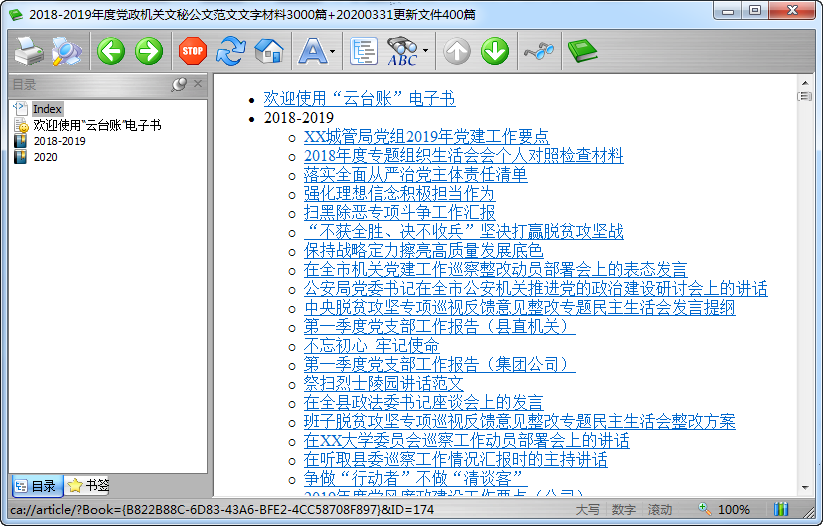 2018-2019年度党政机关文秘公文范文文字材料3000篇+20200331更新文件400篇
STOP
A
ABC
目录
Index
欢迎使用“云台账”电子书
2018-2019
2020
欢迎使用“云台账”电子书
2018-2019
XX城管局党组2019年党建工作要点
2018年度专题组织生活会会个人对照检查材料
落实全面从严治党主体责任清单
强化理想信念积极担当作为
扫黑除恶专项斗争工作汇报
“不获全胜、决不收兵”坚决打赢脱贫攻坚战
保持战略定力擦亮高质量发展底色
在全市机关党建工作巡察整改动员部署会上的表态发言
公安局党委书记在全市公安机关推进党的政治建设研讨会上的讲话
中央脱贫攻坚专项巡视反馈意见整改专题民主生活会发言提纲
第一季度党支部工作报告（县直机关）
不忘初心 牢记使命
第一季度党支部工作报告（集团公司）
祭扫烈士陵园讲话范文
在全县政法委书记座谈会上的发言
班子脱贫攻坚专项巡视反馈意见整改专题民主生活会整改方案
在XX大学委员会巡察工作动员部署会上的讲话
在听取县委巡察工作情况汇报时的主持讲话
争做“行动者”不做“清谈客”
2019年度党风廉政建设工作要点（公司）
目录
书签
ca://article/?Book={B822B88C-6D83-43A6-BFE2-4CC58708F897}&ID=174
大写 数字 滚动
100%